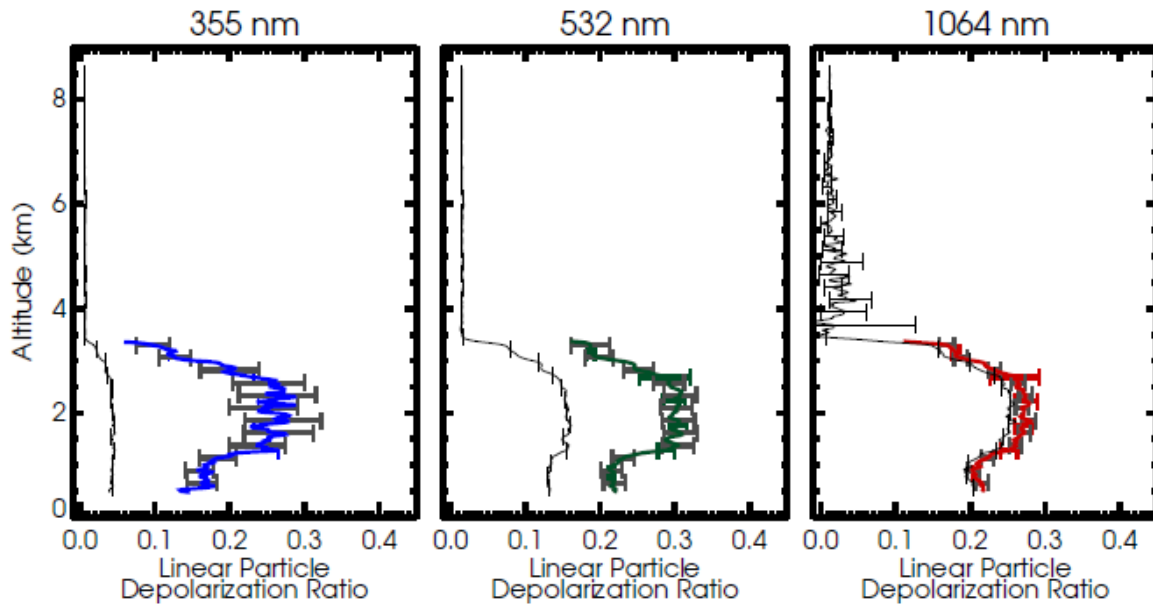 355 nm
532 nm
1064 nm
Altitude (km)
8
6
4
2
0
0.0 0.1 0.2 0.3 0.4
0.0 0.1 0.2 0.3 0.4
0.0 0.1 0.2 0.3 0.4
Linear Particle
Depolarization Ratio
Linear Particle
Depolarization Ratio
Linear Particle
Depolarization Ratio